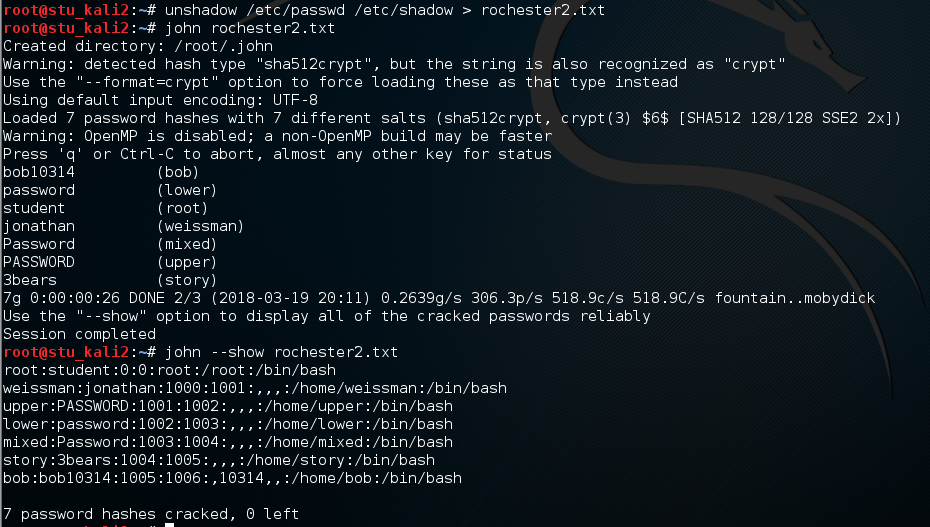 root@stu_kali2:~# unshadow /etc/passwd /etc/shadow > rochester2.txt
root@stu_kali2:~# john rochester2.txt
Created directory: /root/.john
Warning: detected hash type "sha512crypt", but the string is also recognized as "crypt"
Use the "--format=crypt" option to force loading these as that type instead
Using default input encoding: UTF-8
Loaded 7 password hashes with 7 different salts (sha512crypt, crypt(3) $6$ [SHA512 128/128 SSE2 2x])
Warning: OpenMP is disabled; a non-OpenMP build may be faster
Press 'q' or Ctrl-C to abort, almost any other key for status
bob10314         (bob)
password         (lower)
student          (root)
jonathan         (weissman)
Password         (mixed)
PASSWORD         (upper)
3bears           (story)
7g 0:00:00:26 DONE 2/3 (2018-03-19 20:11) 0.2639g/s 306.3p/s 518.9c/s 518.9C/s fountain..mobydick
Use the "--show" option to display all of the cracked passwords reliably
Session completed
root@stu_kali2:~# john --show rochester2.txt
root:student:0:0:root:/root:/bin/bash
weissman:jonathan:1000:1001:,,,:/home/weissman:/bin/bash
upper:PASSWORD:1001:1002:,,,:/home/upper:/bin/bash
lower:password:1002:1003:,,,:/home/lower:/bin/bash
mixed:Password:1003:1004:,,,:/home/mixed:/bin/bash
story:3bears:1004:1005:,,,:/home/story:/bin/bash
bob:bob10314:1005:1006:,10314,,:/home/bob:/bin/bash

7 password hashes cracked, 0 left